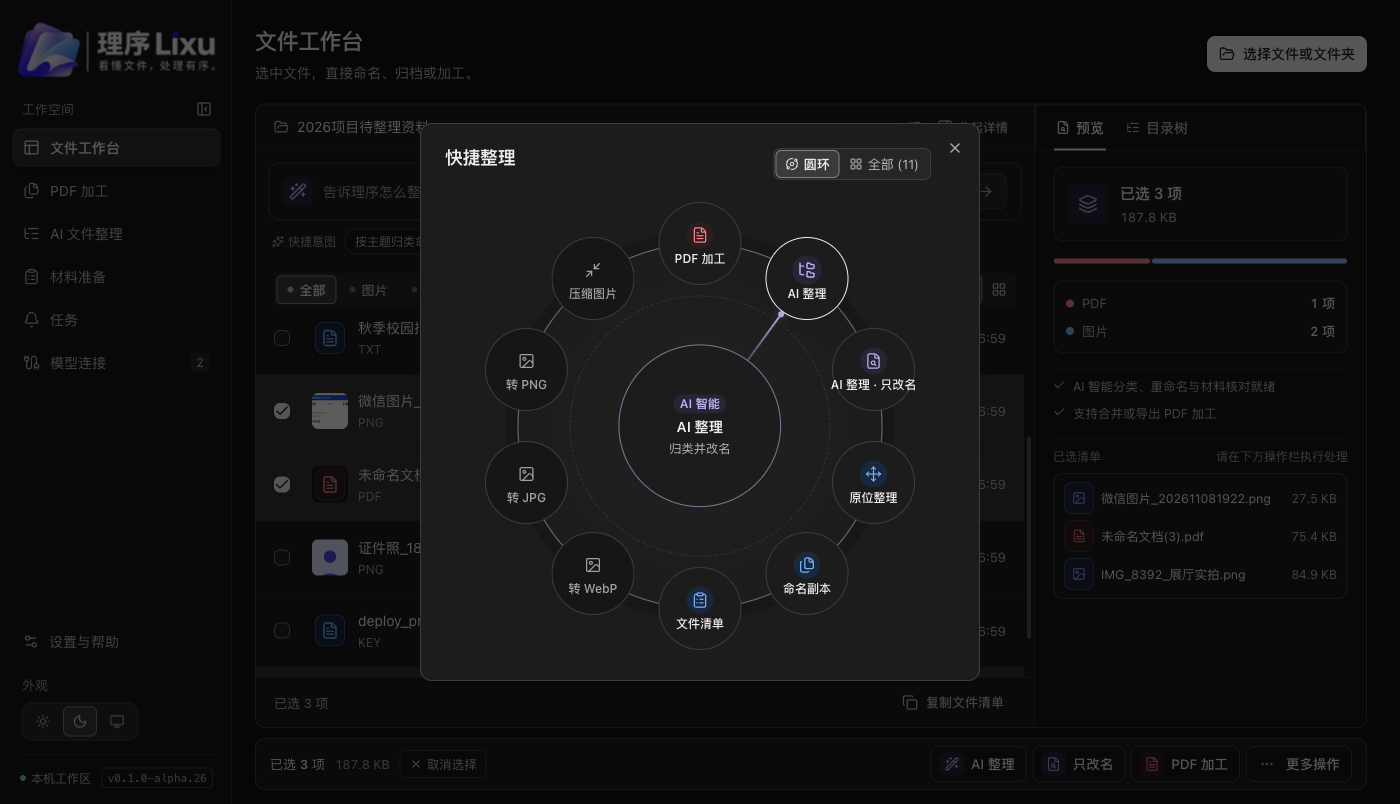 理序 Lixu
看懂文件，处理有序。
工作空间
文件工作台
PDF 加工
AI 文件整理
材料准备
任务
模型连接
2
设置与帮助
外观
本机工作区
v0.1.0-alpha.26
文件工作台
选中文件，直接命名、归档或加工。
选择文件或文件夹
2026项目待整理资料
起详情
告诉理序怎么整
快捷意图
按主题归类命
全部
图片
秋季校园招
TXT
6:59
微信图片_
PNG
6:59
未命名文档
PDF
6:59
证件照_18
PNG
6:59
deploy_pr
KEY
6:59
已选 3 项
复制文件清单
快捷整理
圆环
全部 (11)
PDF 加工
AI 整理
AI 整理 · 只改名
原位整理
命名副本
文件清单
转 WebP
转 JPG
转 PNG
压缩图片
AI 智能
AI 整理
归类并改名
预览
目录树
已选 3 项
187.8 KB
PDF
1 项
图片
2 项
AI 智能分类、重命名与材料核对就绪
支持合并或导出 PDF 加工
已选清单
请在下方操作栏执行处理
微信图片_202611081922.png
27.5 KB
未命名文档(3).pdf
75.4 KB
IMG_8392_展厅实拍.png
84.9 KB
已选 3 项
187.8 KB
取消选择
AI 整理
只改名
PDF 加工
更多操作